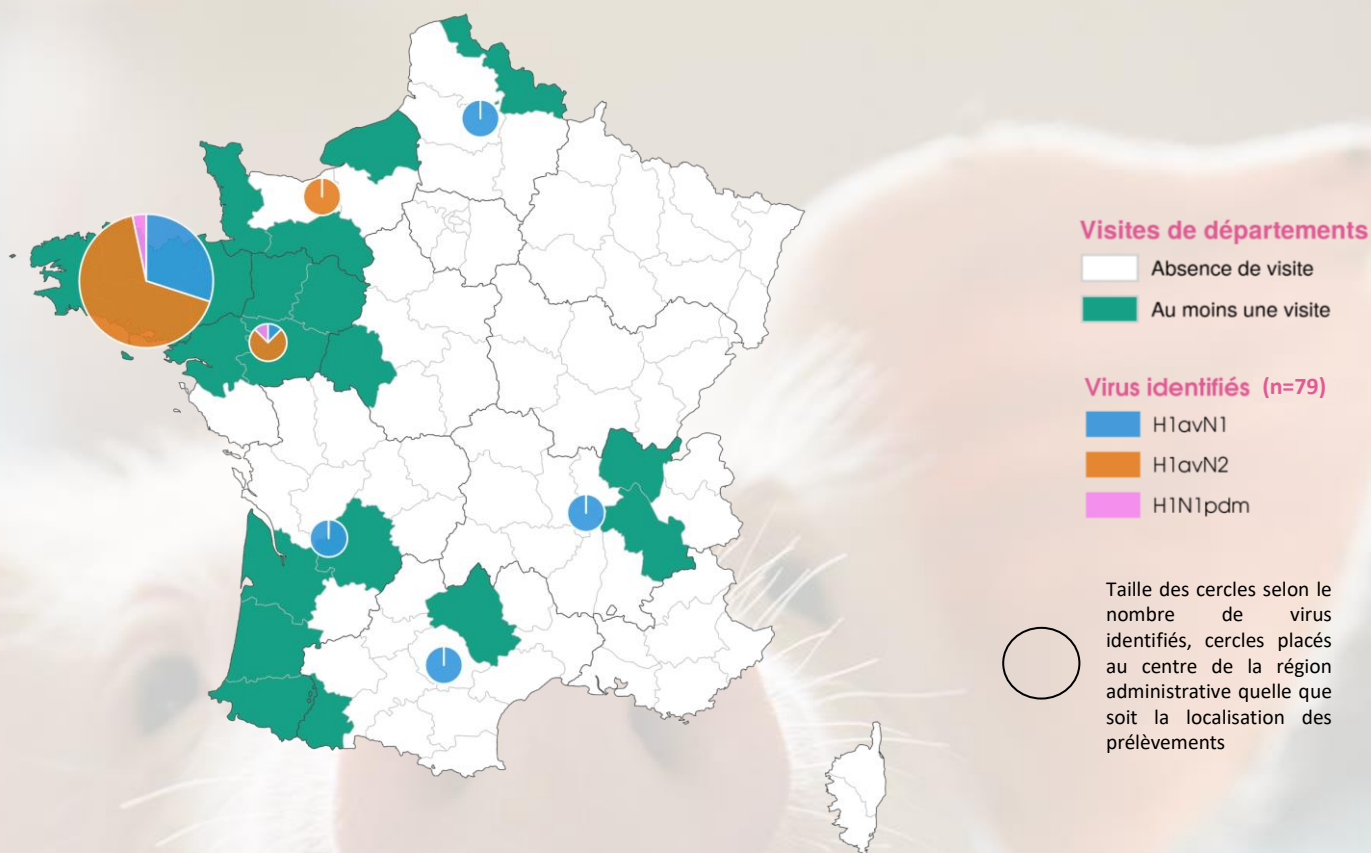 Visites de départements
Absence de visite
Au moins une visite
Virus identifiés (n=79)
H1avN1
H1avN2
H1N1pdm
Taille des cercles selon le
nombre de virus
identifiés, cercles placés
au centre de la région
administrative quelle que
soit la localisation des
prélèvements